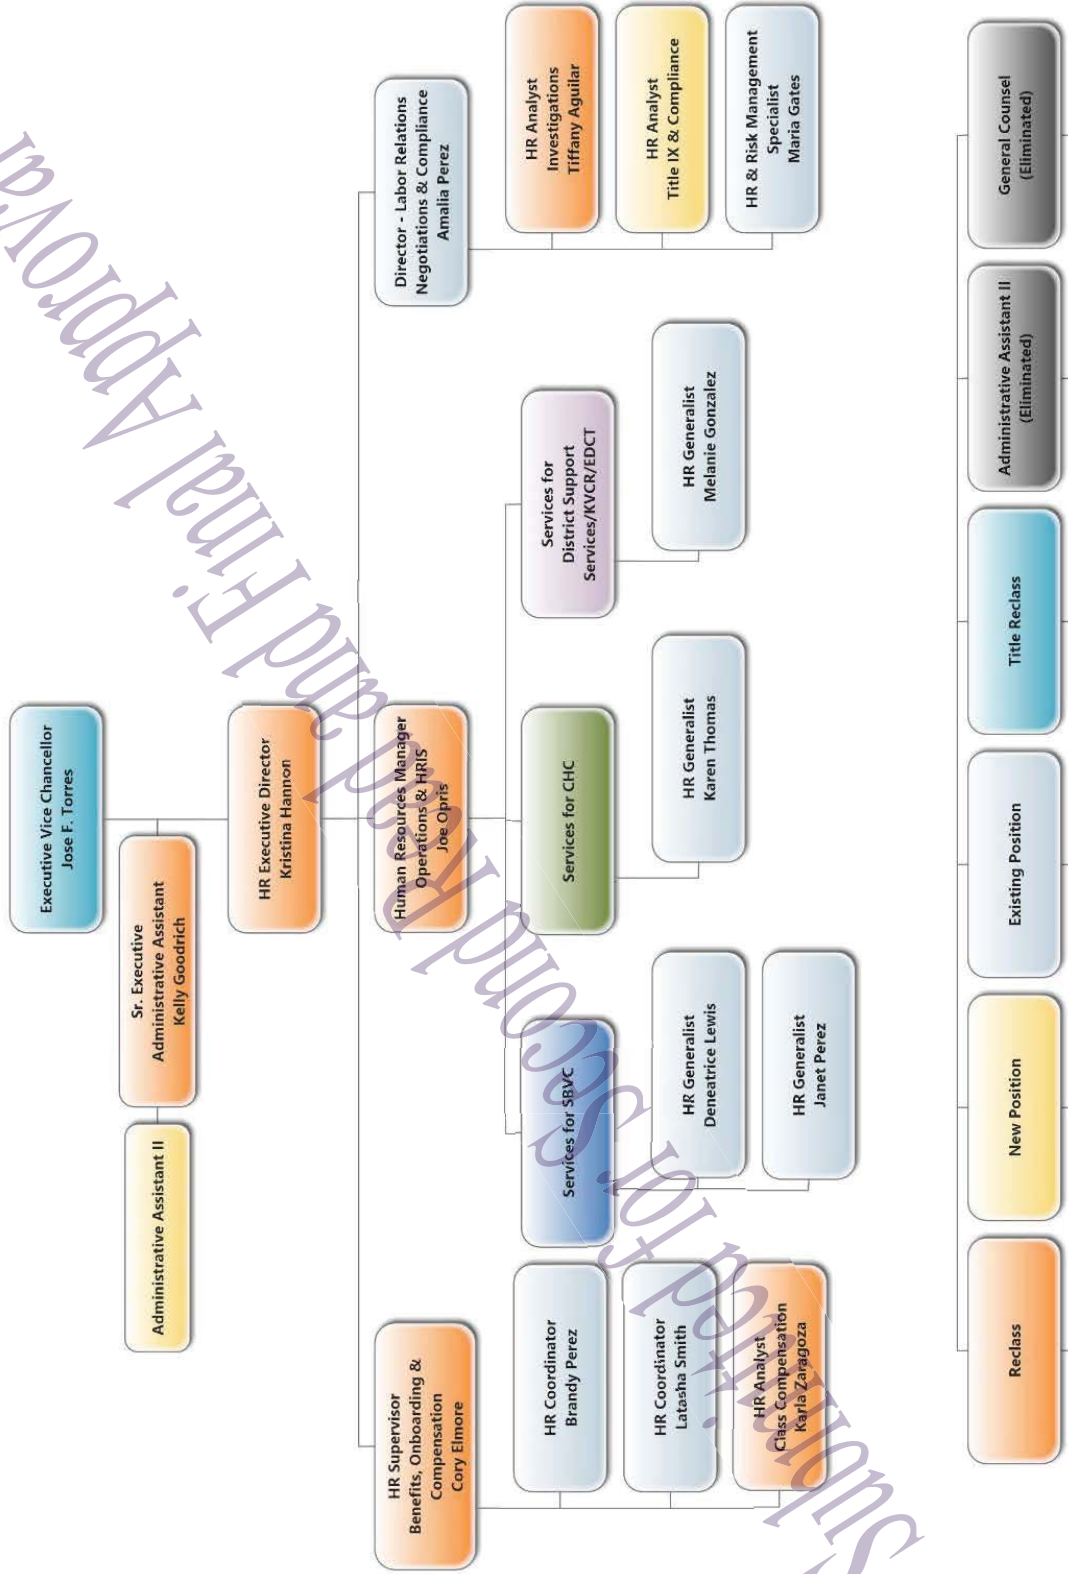 Executive Vice Chancellor
Jose F. Torres
Sr. Executive
Administrative Assistant
Kelly Goodrich
Administrative Assistant II
HR Executive Director
Kristina Hannon
HR Supervisor
Benefits, Onboarding &
Compensation
Cory Elmore
Human Resources Manager
Operations & HRIS
Joe Opris
Director - Labor Relations
Negotiations & Compliance
Amalia Perez
HR Coordinator
Brandy Perez
HR Coordinator
Latasha Smith
HR Analyst
Class Compensation
Karla Zaragoza
Services for SBVC
HR Generalist
Deneatrice Lewis
HR Generalist
Janet Perez
Services for CHC
HR Generalist
Karen Thomas
Services for
District Support
Services/KVCR/EDCT
HR Generalist
Melanie Gonzalez
HR Analyst
Investigations
Tiffany Aguilar
HR Analyst
Title IX & Compliance
HR & Risk Management
Specialist
Maria Gates
Reclass
New Position
Existing Position
Title Reclass
Administrative Assistant II
(Eliminated)
General Counsel
(Eliminated)
Submitted for Second Read and Final Approval